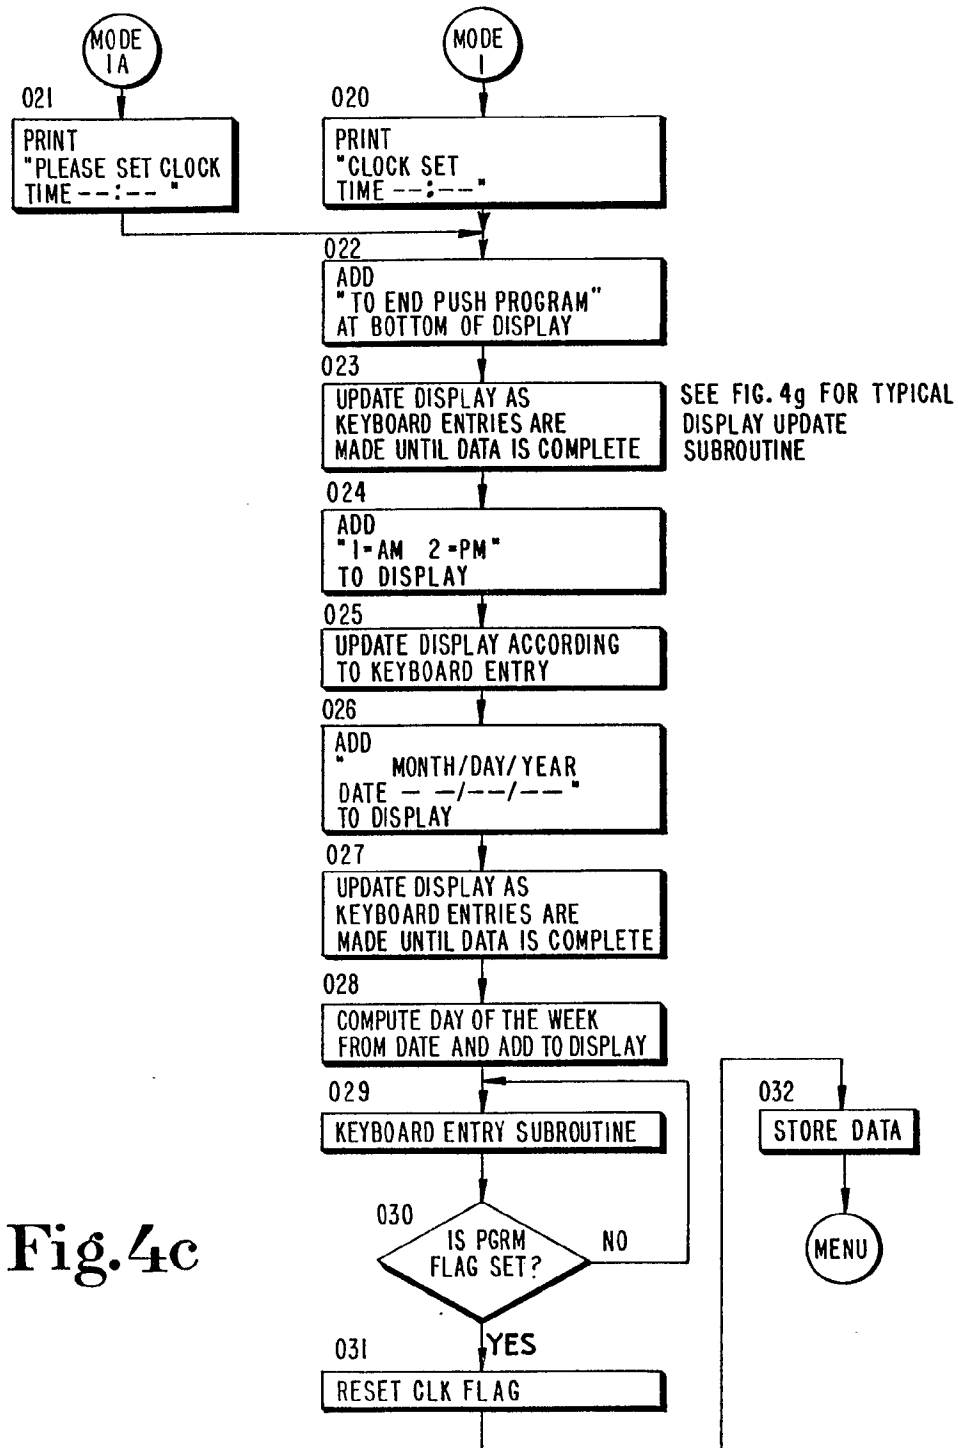 MODE
1A
MODE
1
021
PRINT
"PLEASE SET CLOCK
TIME --:-- "
020
PRINT
"CLOCK SET
TIME --:--"
022
ADD
"TO END PUSH PROGRAM"
AT BOTTOM OF DISPLAY
023
UPDATE DISPLAY AS
KEYBOARD ENTRIES ARE
MADE UNTIL DATA IS COMPLETE
SEE FIG. 4g FOR TYPICAL
DISPLAY UPDATE
SUBROUTINE
024
ADD
"1=AM 2=PM"
TO DISPLAY
025
UPDATE DISPLAY ACCORDING
TO KEYBOARD ENTRY
026
ADD
" MONTH/DAY/YEAR
DATE - -/--/-- "
TO DISPLAY
027
UPDATE DISPLAY AS
KEYBOARD ENTRIES ARE
MADE UNTIL DATA IS COMPLETE
028
COMPUTE DAY OF THE WEEK
FROM DATE AND ADD TO DISPLAY
029
KEYBOARD ENTRY SUBROUTINE
030
IS PGRM
FLAG SET?
NO
YES
031
RESET CLK FLAG
032
STORE DATA
MENU
Fig. 4c